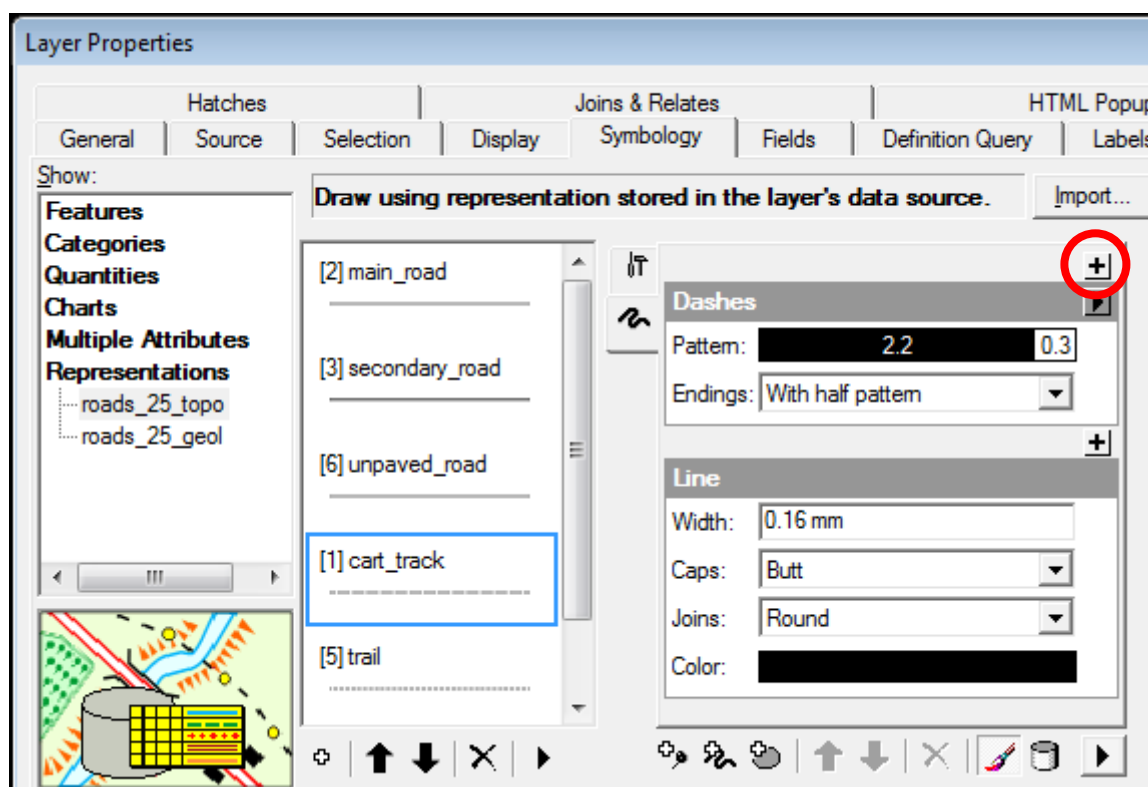 Layer Properties
Hatches Joins & Relates HTML Popup
General Source Selection Display Symbology Fields Definition Query Labels
Show:
Features
Categories
Quantities
Charts
Multiple Attributes
Representations
roads_25_topo
roads_25_geol
Draw using representation stored in the layer's data source. Import...
[2] main_road
[3] secondary_road
[6] unpaved_road
[1] cart_track
[5] trail
Dashes
Pattern: 2.2 0.3
Endings: With half pattern
Line
Width: 0.16 mm
Caps: Butt
Joins: Round
Color: